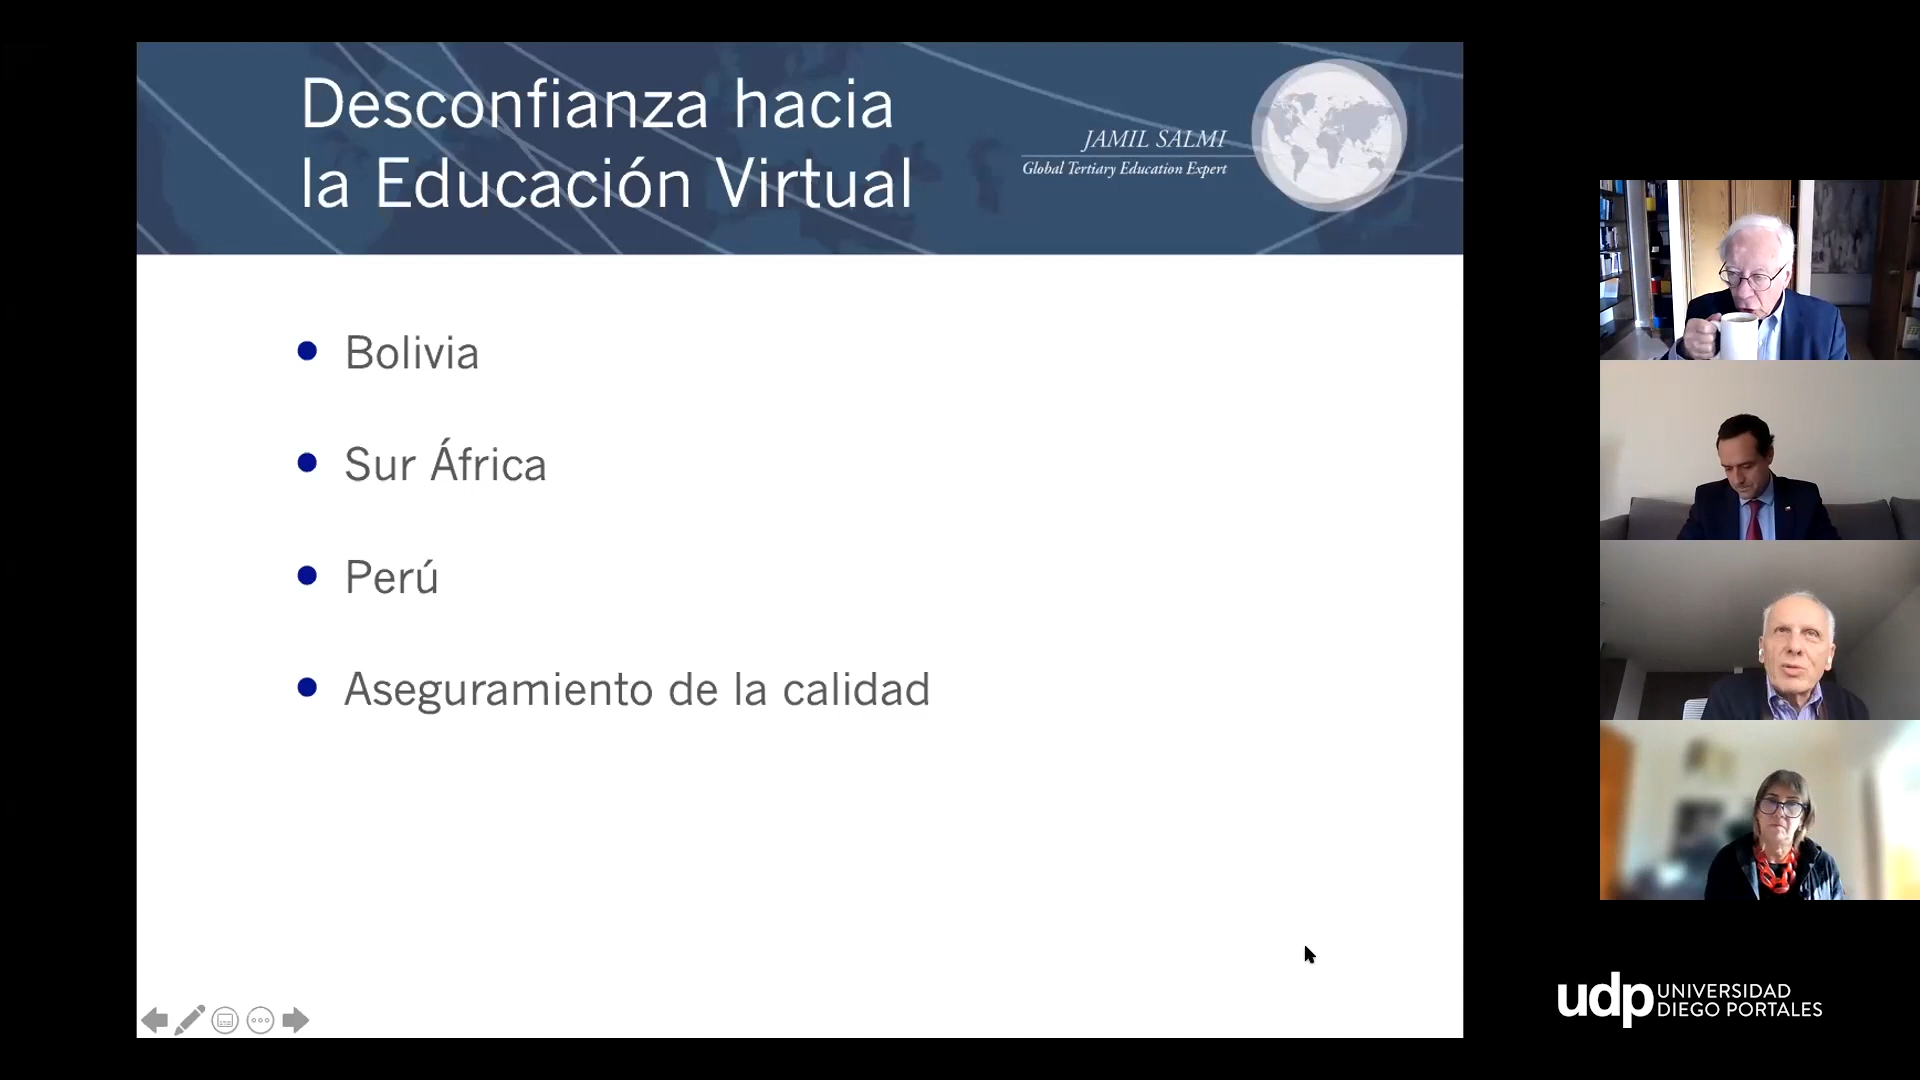 Desconfianza hacia
la Educación Virtual
JAMIL SALMI
Global Tertiary Education Expert
Bolivia
Sur África
Perú
Aseguramiento de la calidad
udp UNIVERSIDAD
DIEGO PORTALES